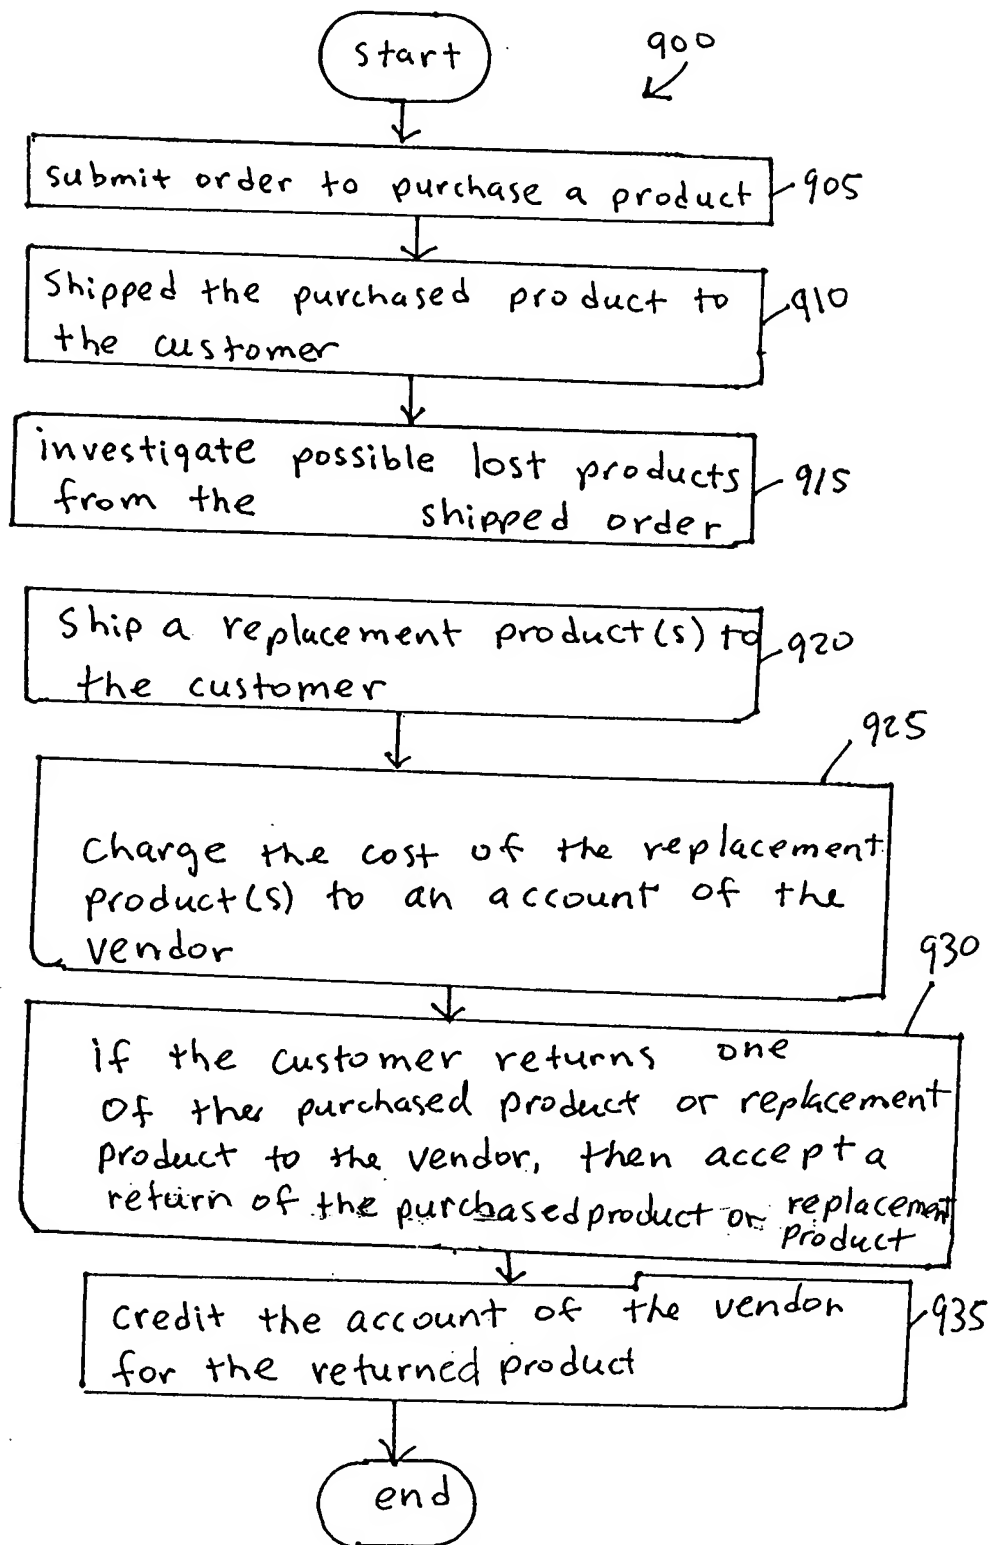 start
900
submit order to purchase a product
905
Shipped the purchased product to
the customer
910
investigate possible lost products
from the shipped order
915
Ship a replacement product(s) to
the customer
920
925
Charge the cost of the replacement
product(s) to an account of the
vendor
930
if the customer returns one
of the purchased product or replacement
product to the vendor, then accept a
return of the purchased product or replacement
product
credit the account of the vendor
for the returned product
935
end